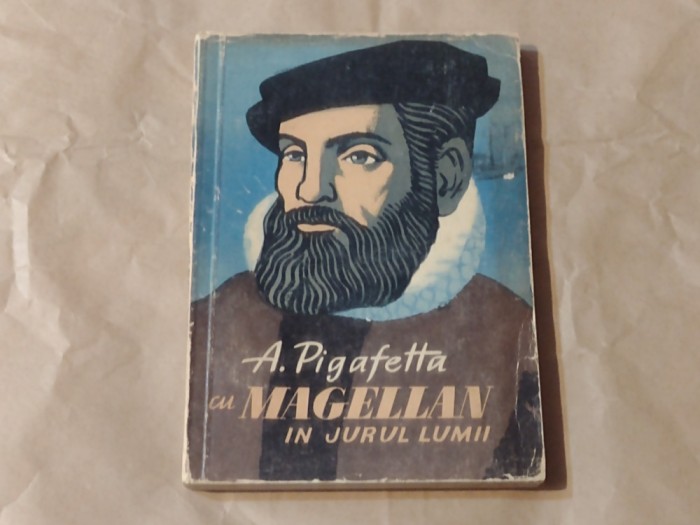 A. Pigafetta
cu MAGELLAN
IN JURUL LUMII